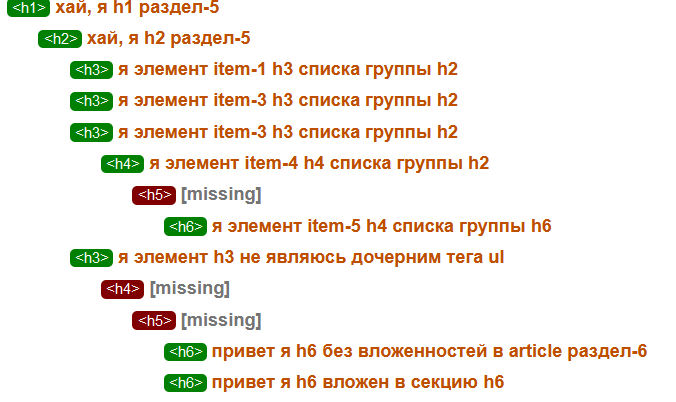 <h1> хай, я h1 раздел-5
<h2> хай, я h2 раздел-5
<h3> я элемент item-1 h3 списка группы h2
<h3> я элемент item-3 h3 списка группы h2
<h3> я элемент item-3 h3 списка группы h2
<h4> я элемент item-4 h4 списка группы h2
<h5> [missing]
<h6> я элемент item-5 h4 списка группы h6
<h3> я элемент h3 не являюсь дочерним тега ul
<h4> [missing]
<h5> [missing]
<h6> привет я h6 без вложенностей в article раздел-6
<h6> привет я h6 вложен в секцию h6